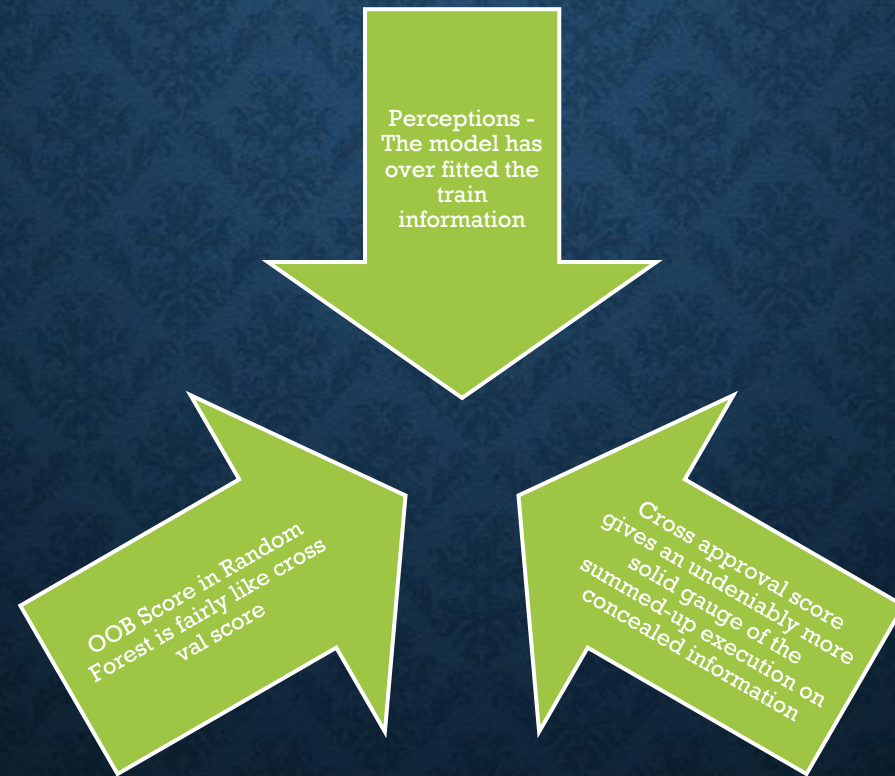 Perceptions -
The model has
over fitted the
train
information
OOB Score in Random
Forest is fairly like cross
val score
Cross approval score
gives an undeniably more
solid gauge of the
summed-up execution on
concealed information